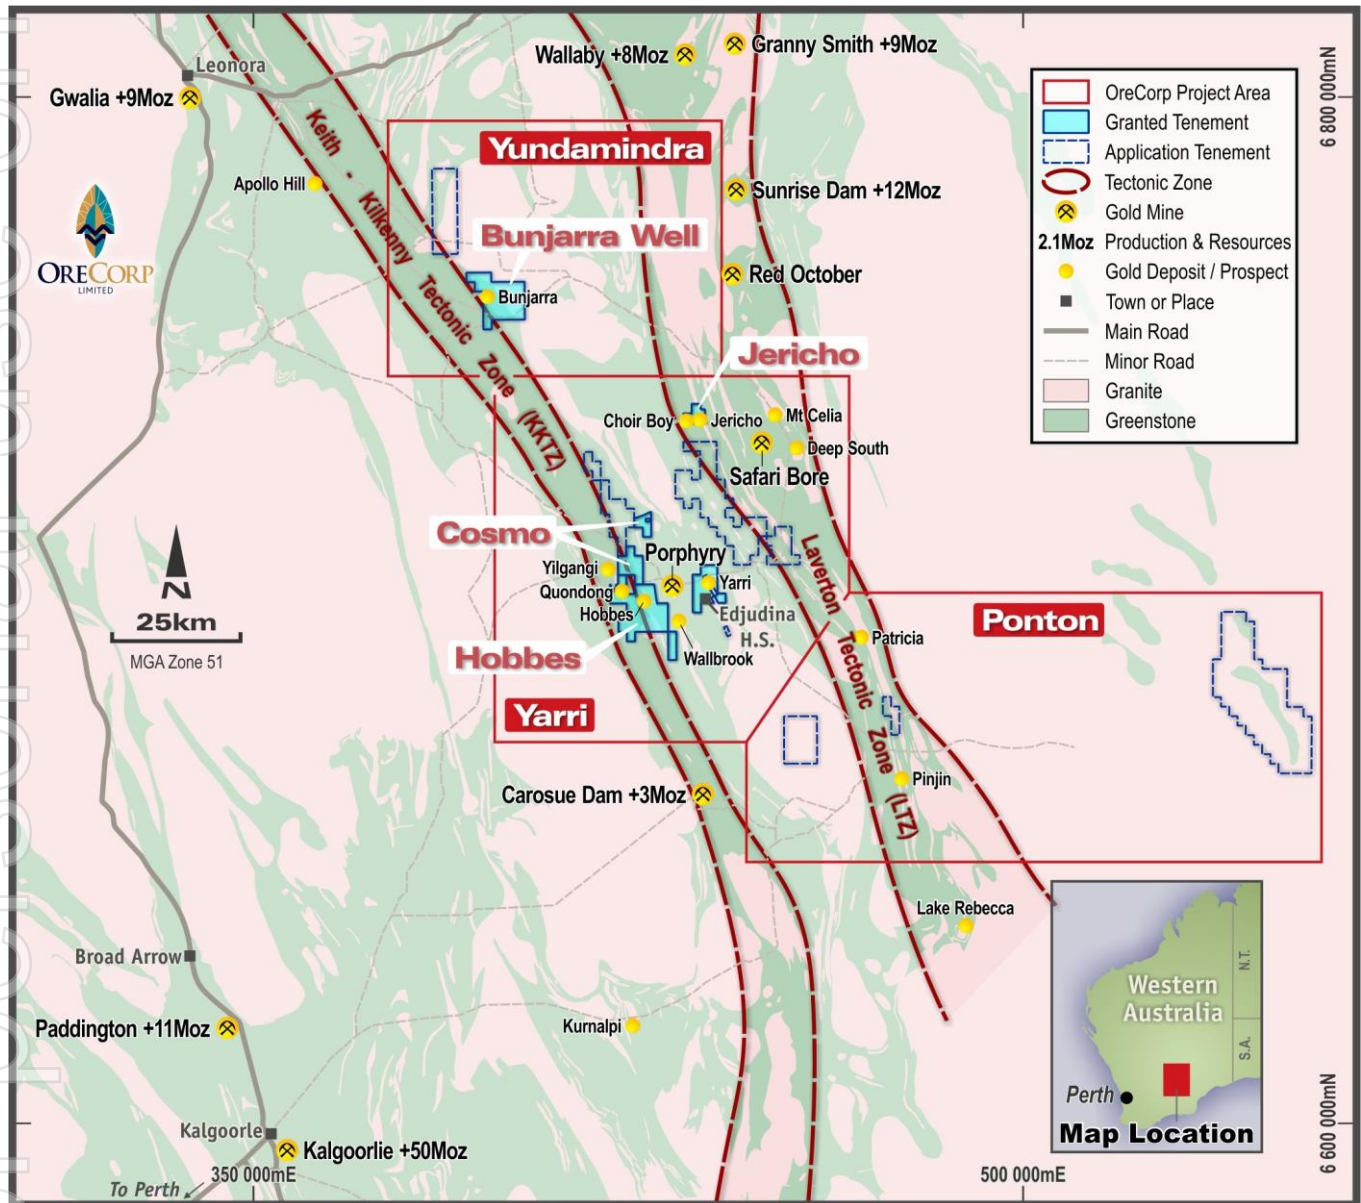 Leonora
Gwalia +9Moz
Wallaby +8Moz
Granny Smith +9Moz
OreCorp Project Area
Granted Tenement
Application Tenement
Tectonic Zone
Gold Mine
2.1Moz Production & Resources
Gold Deposit / Prospect
Town or Place
Main Road
Minor Road
Granite
Greenstone
6 800 000mN
Keith - Kilkenny Tectonic Zone (KKTZ)
Yundamindra
Apollo Hill
Sunrise Dam +12Moz
ORECORP
LIMITED
Bunjarra Well
Red October
Bunjarra
Jericho
Choir Boy
Jericho
Mt Celia
Deep South
Safari Bore
Cosmo
Porphyry
Yilgangi
Quondong
Hobbes
Yarri
Edjudina
H.S.
Laverton Tectonic Zone (LTZ)
Ponton
Patricia
N
25km
MGA Zone 51
Hobbes
Wallbrook
Yarri
Pinjin
Carosue Dam +3Moz
Lake Rebecca
Broad Arrow
Paddington +11Moz
Kurnalpi
Western
Australia
N.T.
S.A.
Perth
Map Location
6 600 000mN
Kalgoorle
Kalgoorlie +50Moz
350 000mE
500 000mE
To Perth